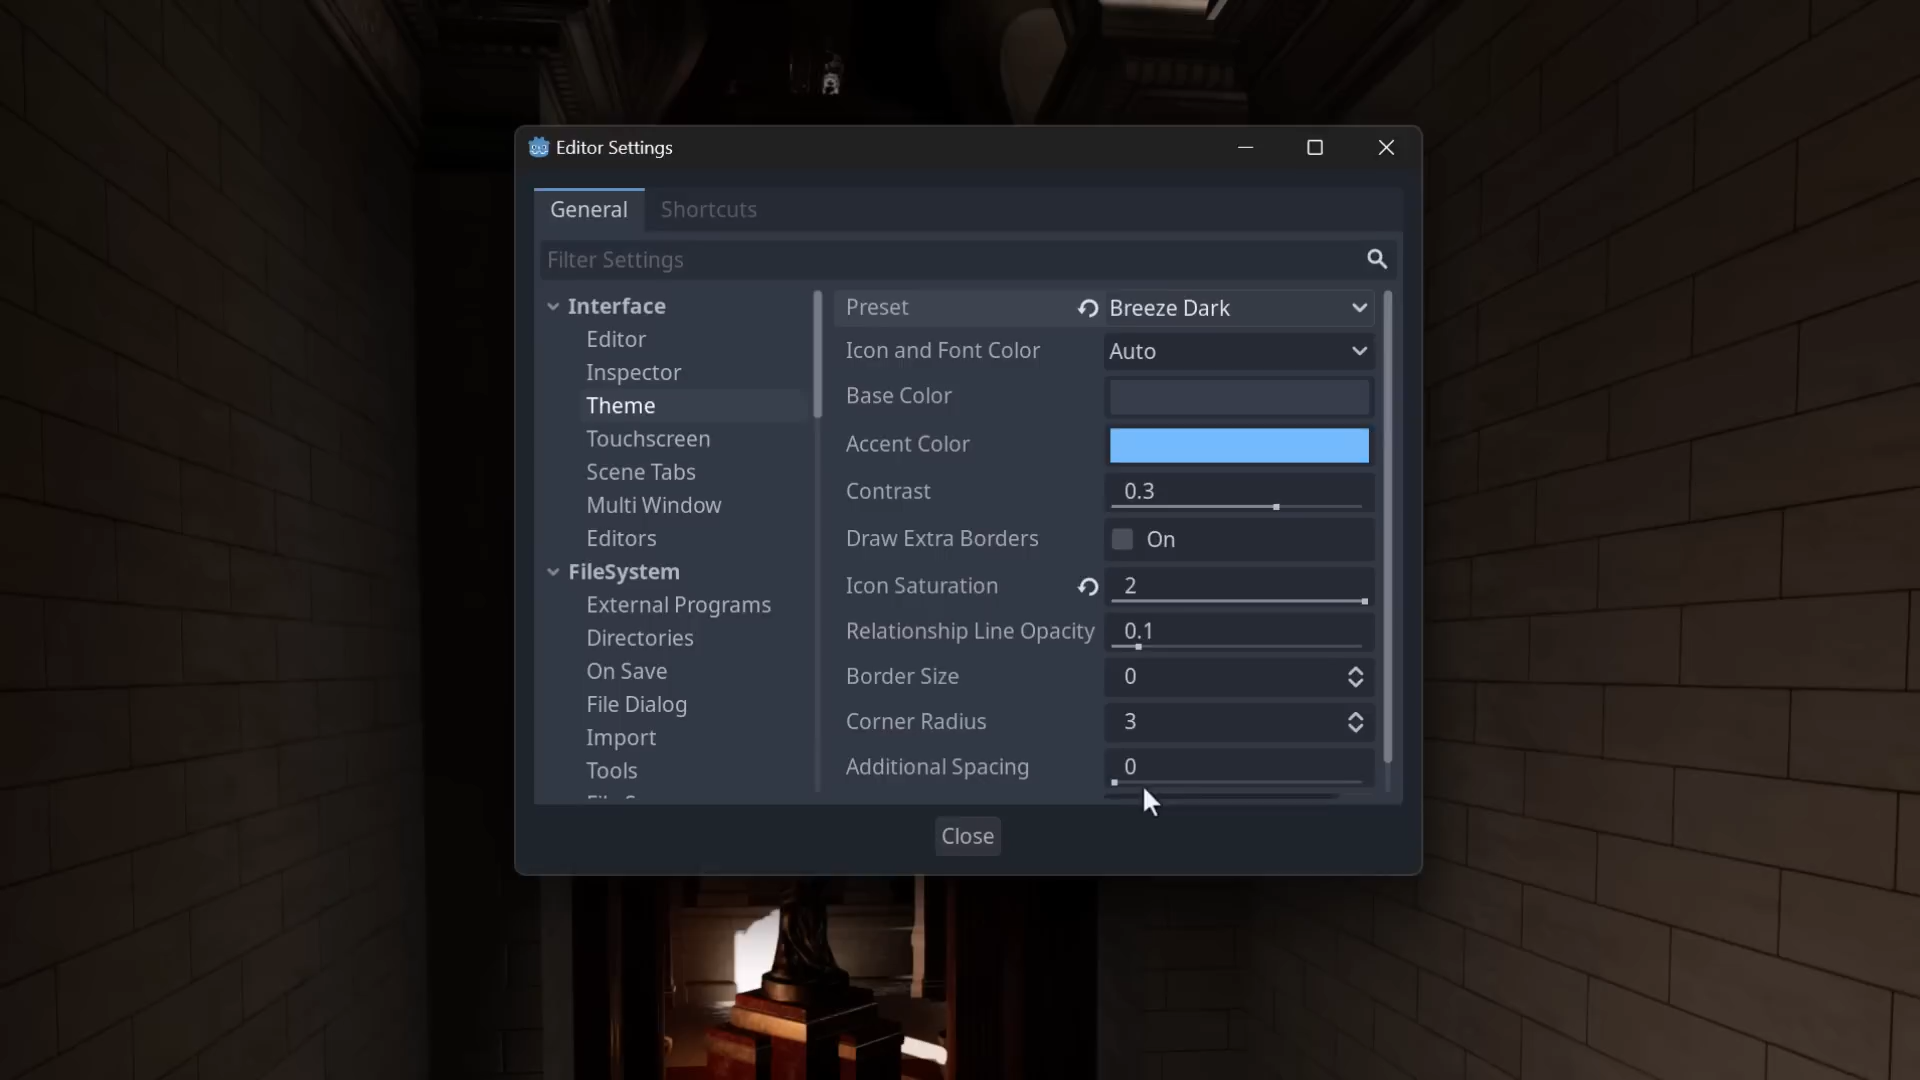 Editor Settings
General
Shortcuts
Filter Settings
Interface
Editor
Inspector
Theme
Touchscreen
Scene Tabs
Multi Window
Editors
FileSystem
External Programs
Directories
On Save
File Dialog
Import
Tools
Preset Breeze Dark
Icon and Font Color Auto
Base Color
Accent Color
Contrast 0.3
Draw Extra Borders On
Icon Saturation 2
Relationship Line Opacity 0.1
Border Size 0
Corner Radius 3
Additional Spacing 0
Close